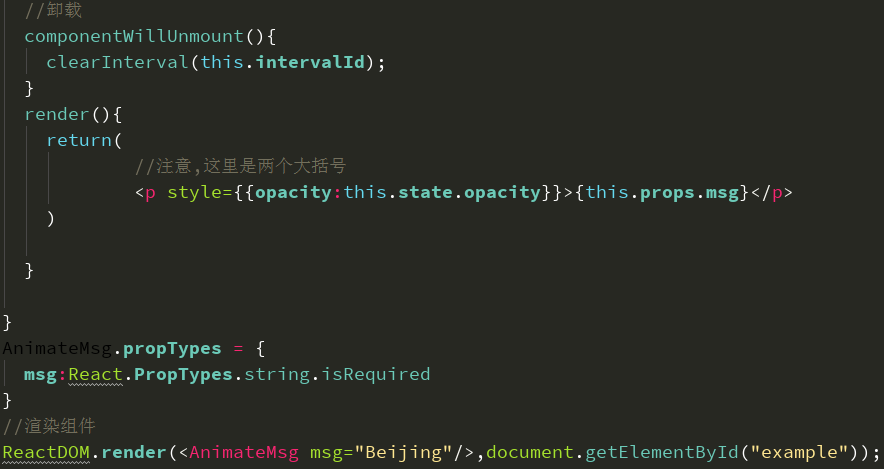 //卸载
componentWillUnmount(){
clearInterval(this.intervalId);
}
render(){
return(
//注意,这里是两个大括号
<p style={{opacity:this.state.opacity}}>{this.props.msg}</p>
)
}
}
AnimateMsg.propTypes = {
msg:React.PropTypes.string.isRequired
}
//渲染组件
ReactDOM.render(<AnimateMsg msg="Beijing"/>,document.getElementById("example"));